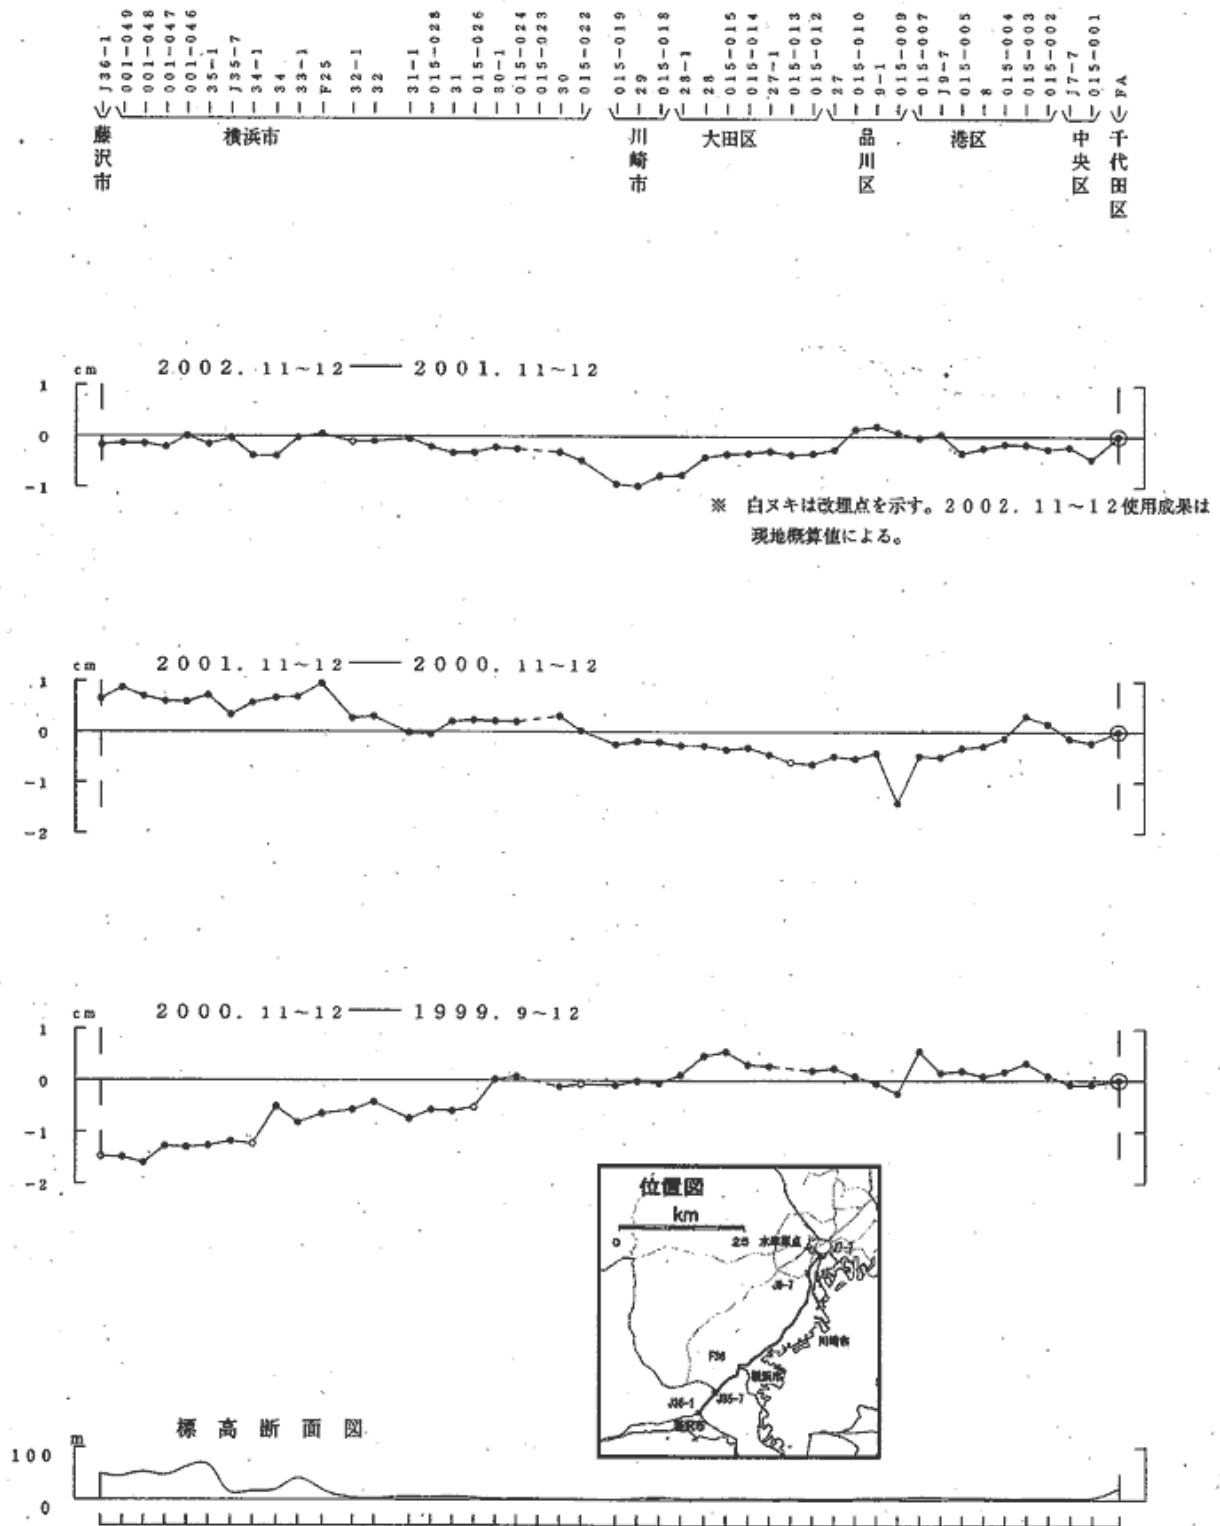 J36-1
001-049
001-048
001-047
001-046
35-1
J35-7
34-1
34
33-1
F25
32-1
32
31-1
015-028
31
015-026
30-1
015-024
015-023
30
015-022
015-019
29
015-018
28-1
28
015-015
015-014
27-1
015-013
015-012
27
015-010
9-1
015-009
015-007
J9-7
015-005
8
015-004
015-003
015-002
J7-7
015-001
FA
藤沢市
横浜市
川崎市
大田区
品川区
港区
中央区
千代田区
cm
2002. 11~12 ── 2001. 11~12
1
0
-1
※ 白ヌキは改埋点を示す。2002. 11~12使用成果は
現地概算値による。
cm
2001. 11~12 ── 2000. 11~12
1
0
-1
-2
cm
2000. 11~12 ── 1999. 9~12
1
0
-1
-2
位置図
km
0 25
水準原点
J7-7
J9-7
川崎市
横浜市
J35-7
J36-1
藤沢市
標高断面図
m
100
0